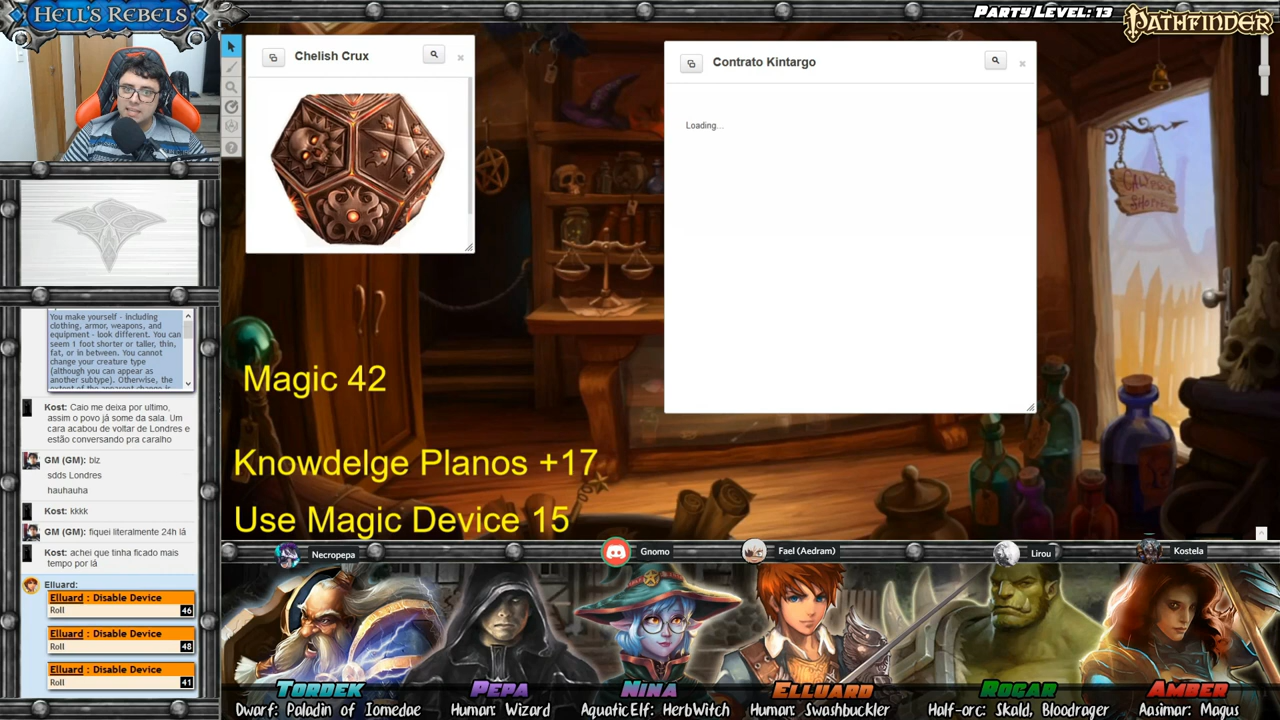 HELL'S REBELS
PARTY LEVEL: 13
PATHFINDER
Chelish Crux
Contrato Kintargo
Loading...
You make yourself - including
clothing, armor, weapons, and
equipment - look different. You can
seem 1 foot shorter or taller, thin,
fat, or in between. You cannot
change your creature type
(although you can appear as
another subtype). Otherwise, the
extent of the apparent change is
Kost: Caio me deixa por ultimo,
assim o povo já some da sala. Um
cara acabou de voltar de Londres e
estão conversando pra caralho
GM (GM): blz
sdds Londres
hauhauha
Kost: kkkk
GM (GM): fiquei literalmente 24h lá
Kost: achei que tinha ficado mais
tempo por lá
Elluard:
Elluard : Disable Device
Roll 46
Elluard : Disable Device
Roll 48
Elluard : Disable Device
Roll 41
Magic 42
Knowdelge Planos +17
Use Magic Device 15
Necropepa
Gnomo
Fael (Aedram)
Lirou
Kostela
TORDEK
Dwarf: Paladin of Iomedae
PEPA
Human: Wizard
NINA
AquaticElf: HerbWitch
ELLUARD
Human: Swashbuckler
ROGAR
Half-orc: Skald, Bloodrager
AMBER
Aasimar: Magus